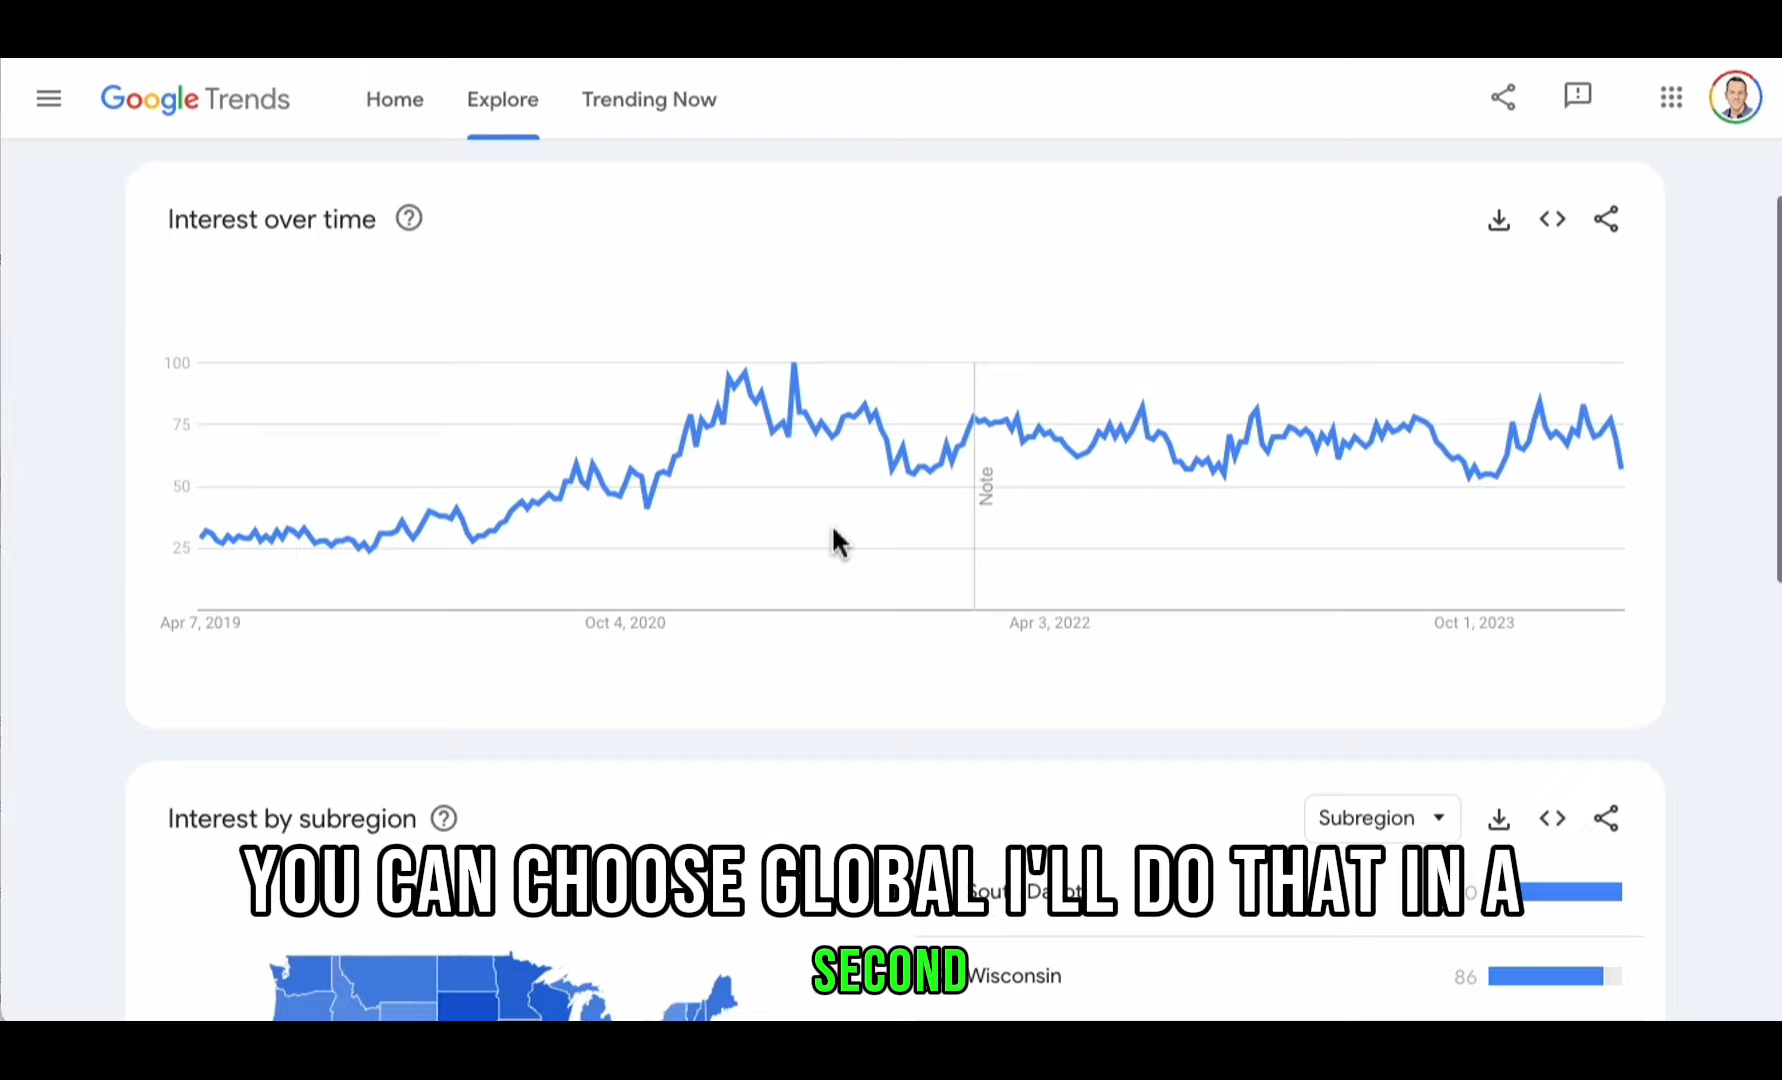 Google Trends
Home
Explore
Trending Now
Interest over time
100
75
50
25
Note
Apr 7, 2019
Oct 4, 2020
Apr 3, 2022
Oct 1, 2023
Interest by subregion
Subregion
YOU CAN CHOOSE GLOBAL I'LL DO THAT IN A
SECOND
Wisconsin
86